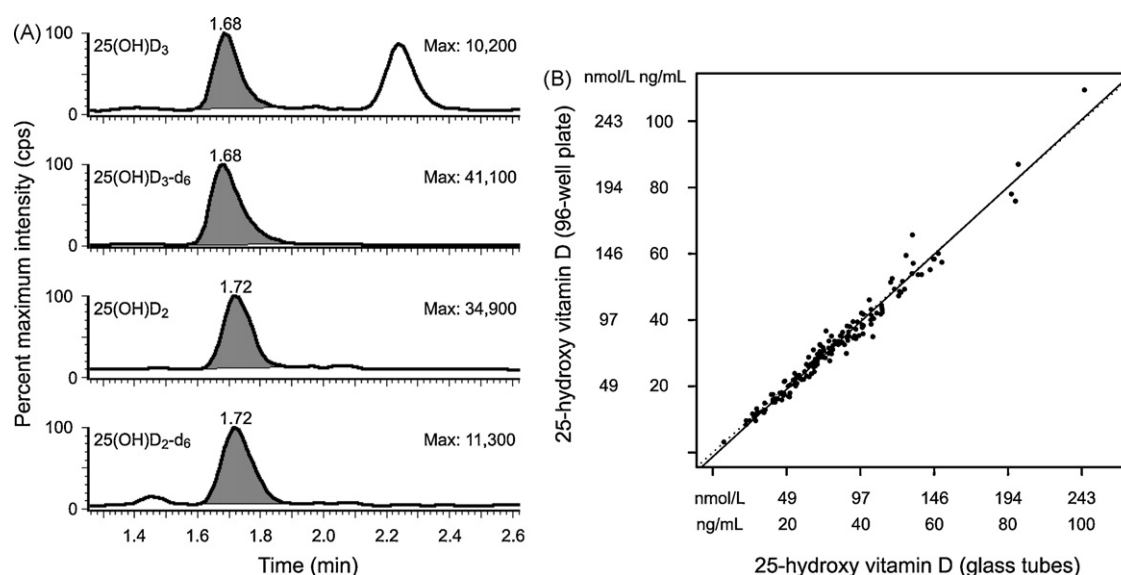 (A)
Percent maximum intensity (cps)
25(OH)D3
1.68
Max: 10,200
100
0
25(OH)D3-d6
1.68
Max: 41,100
100
0
25(OH)D2
1.72
Max: 34,900
100
0
25(OH)D2-d6
1.72
Max: 11,300
100
0
1.4 1.6 1.8 2.0 2.2 2.4 2.6
Time (min)
(B)
25-hydroxy vitamin D (96-well plate)
nmol/L ng/mL
243 100
194 80
146 60
97 40
49 20
nmol/L 49 97 146 194 243
ng/mL 20 40 60 80 100
25-hydroxy vitamin D (glass tubes)